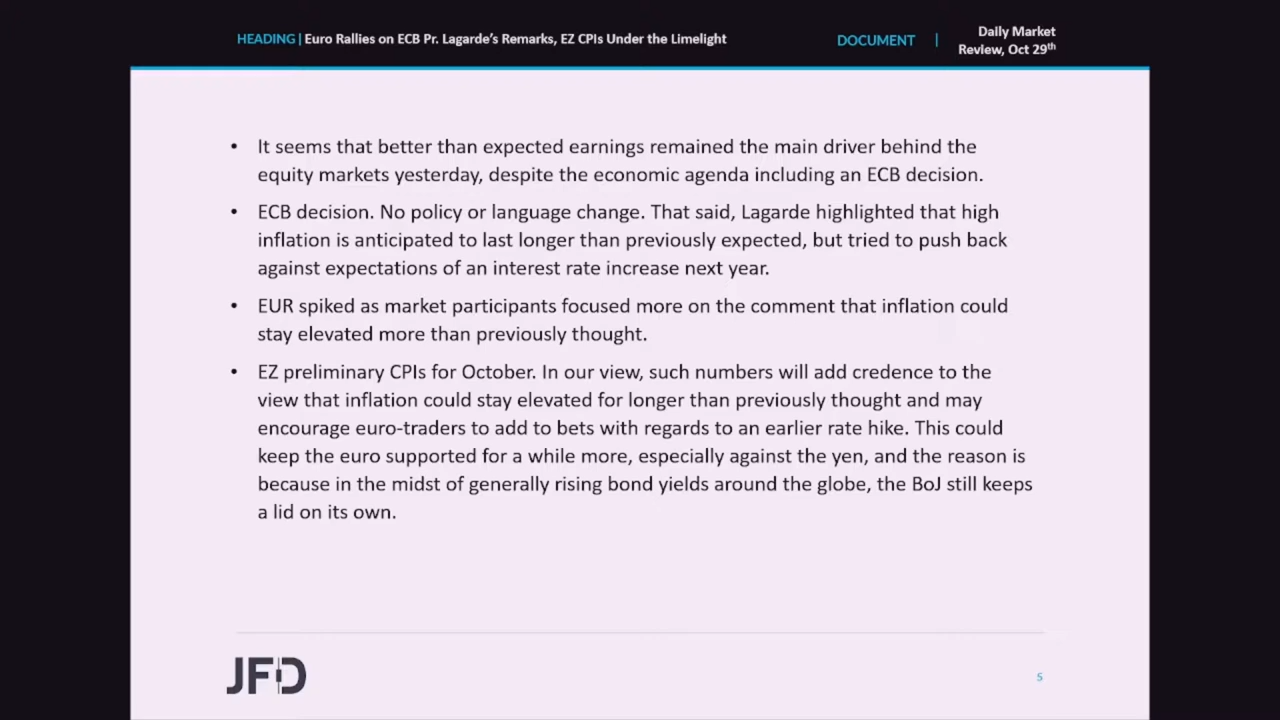 HEADING | Euro Rallies on ECB Pr. Lagarde's Remarks, EZ CPIs Under the Limelight
DOCUMENT | Daily Market
Review, Oct 29th
• It seems that better than expected earnings remained the main driver behind the
equity markets yesterday, despite the economic agenda including an ECB decision.
• ECB decision. No policy or language change. That said, Lagarde highlighted that high
inflation is anticipated to last longer than previously expected, but tried to push back
against expectations of an interest rate increase next year.
• EUR spiked as market participants focused more on the comment that inflation could
stay elevated more than previously thought.
• EZ preliminary CPIs for October. In our view, such numbers will add credence to the
view that inflation could stay elevated for longer than previously thought and may
encourage euro-traders to add to bets with regards to an earlier rate hike. This could
keep the euro supported for a while more, especially against the yen, and the reason is
because in the midst of generally rising bond yields around the globe, the BoJ still keeps
a lid on its own.
JFD
5